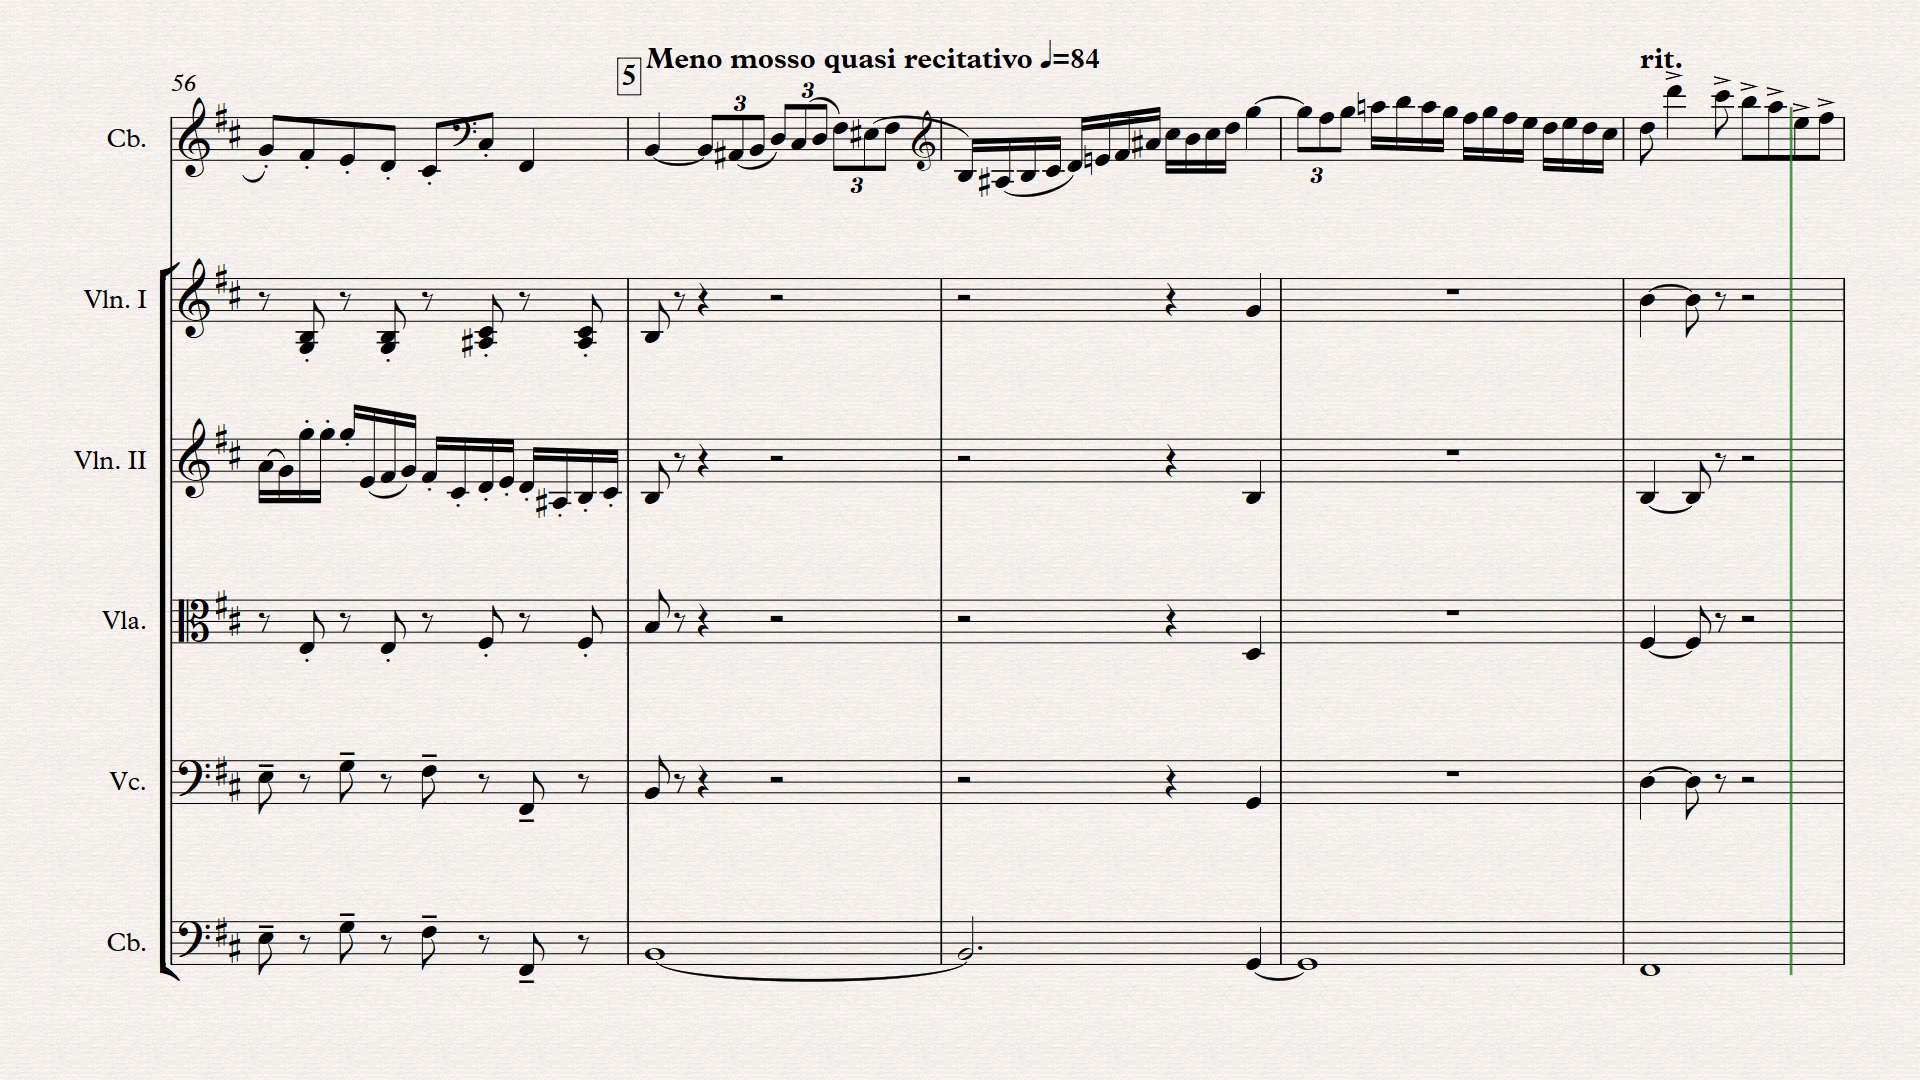 5 Meno mosso quasi recitativo ♩=84 rit.
56
3 3
Cb.
3 3
Vln. I
Vln. II
Vla.
Vc.
Cb.